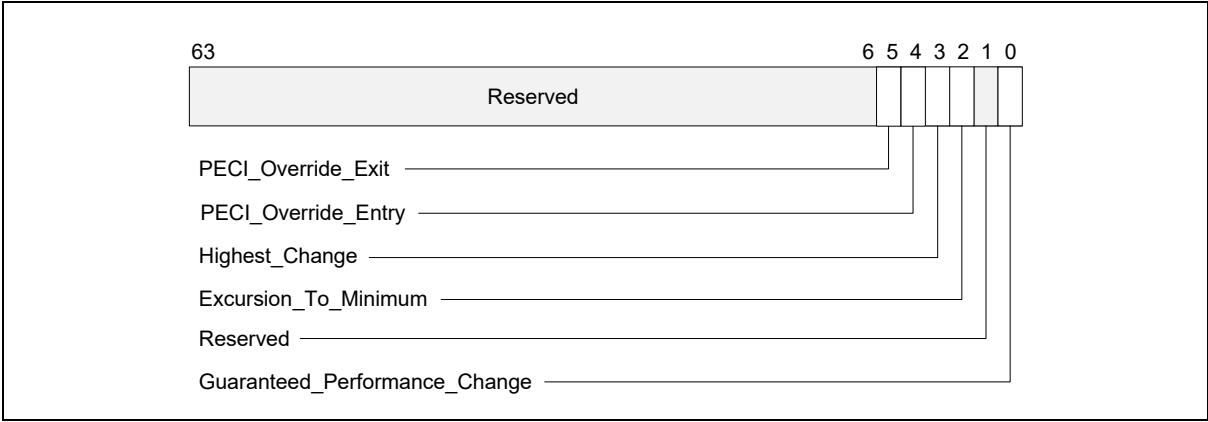 63 6 5 4 3 2 1 0
Reserved
PECI_Override_Exit
PECI_Override_Entry
Highest_Change
Excursion_To_Minimum
Reserved
Guaranteed_Performance_Change